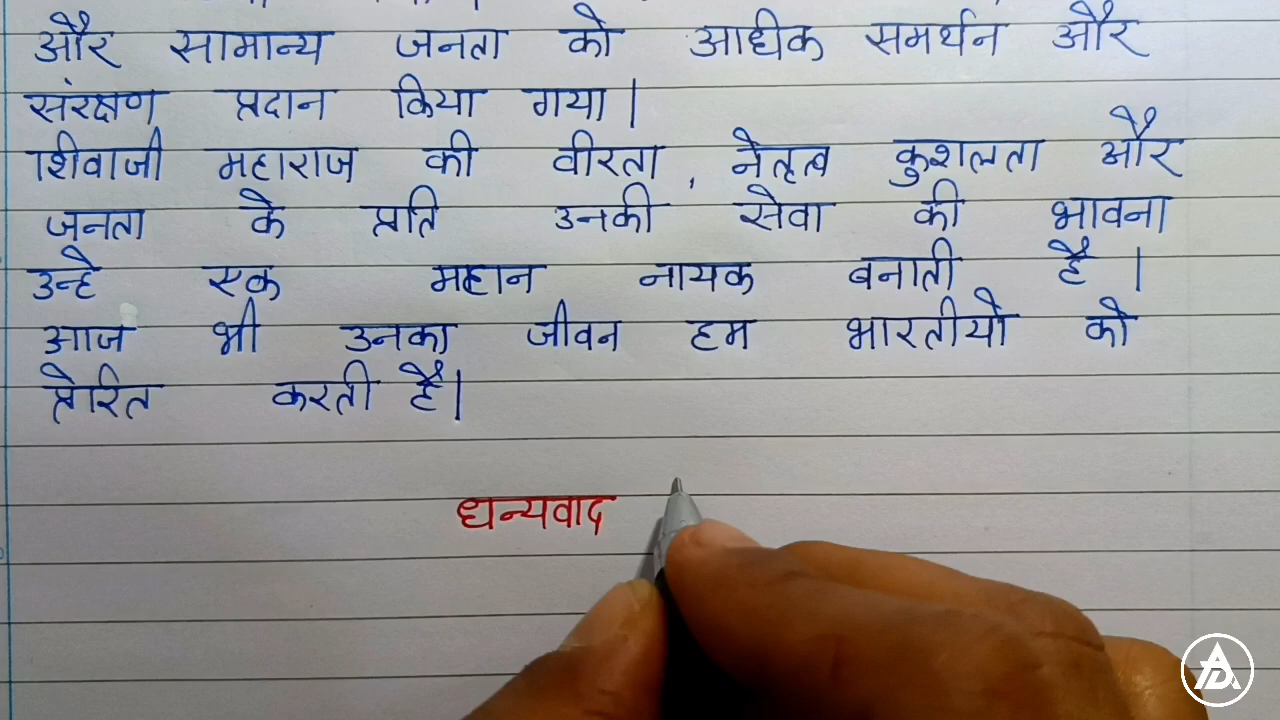 और सामान्य जनता को आधीक समर्थन और
संरक्षण प्रदान किया गया।
शिवाजी महाराज की वीरता, नेतृत्व कुशलता और
जनता के प्रति उनकी सेवा की भावना
उन्हे एक महान नायक बनाती है।
आज भी उनका जीवन हम भारतीयो को
प्रेरित करती है।
धन्यवाद